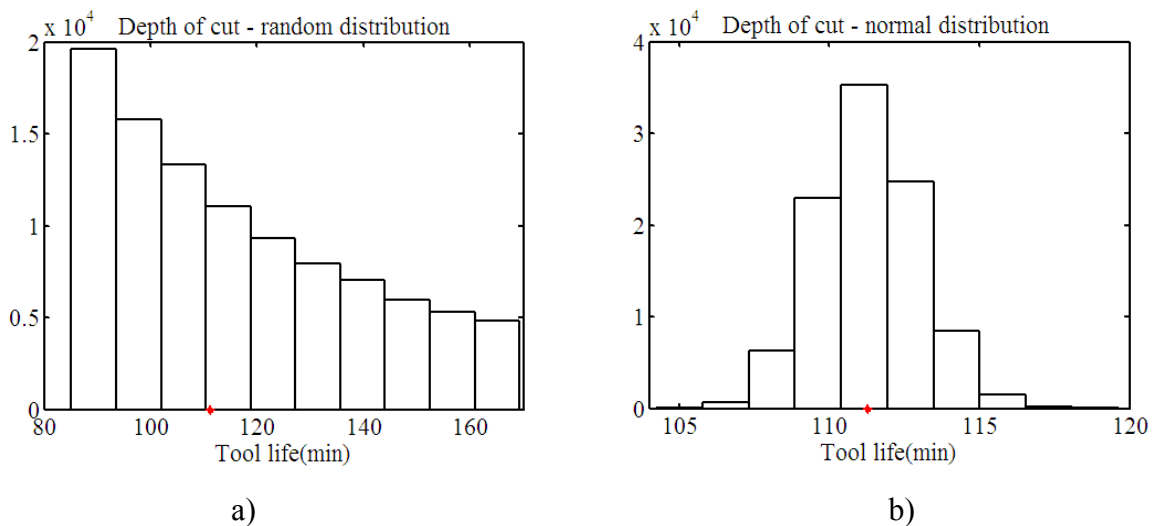 x 10^4 Depth of cut - random distribution
2
1.5
1
0.5
0
80 100 120 140 160
Tool life(min)
a)
x 10^4 Depth of cut - normal distribution
4
3
2
1
0
105 110 115 120
Tool life(min)
b)